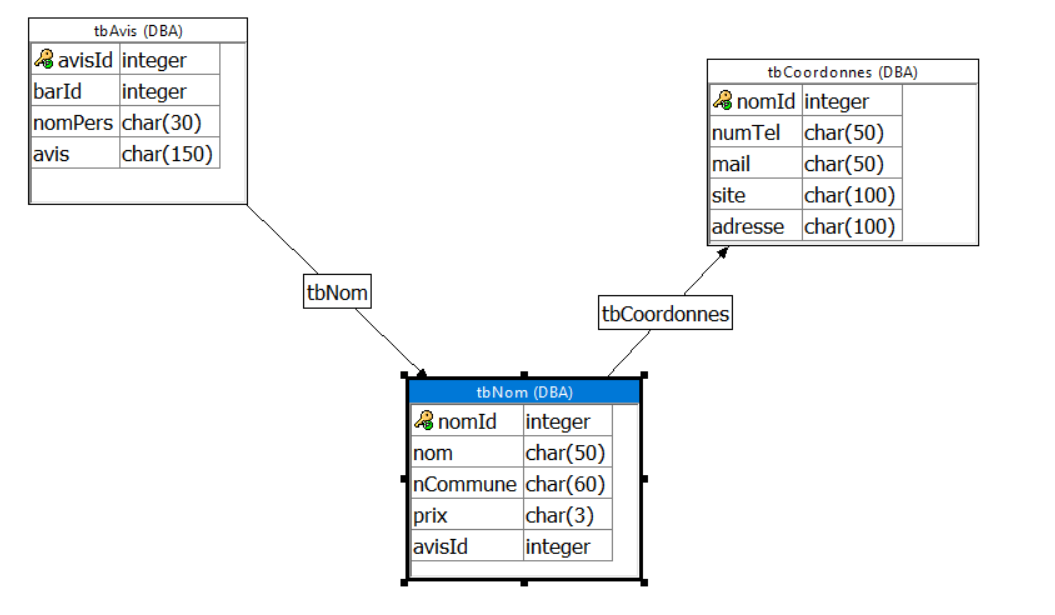 tbAvis (DBA)
avisId integer
barId integer
nomPers char(30)
avis char(150)
tbCoordonnes (DBA)
nomId integer
numTel char(50)
mail char(50)
site char(100)
adresse char(100)
tbNom
tbCoordonnes
tbNom (DBA)
nomId integer
nom char(50)
nCommune char(60)
prix char(3)
avisId integer